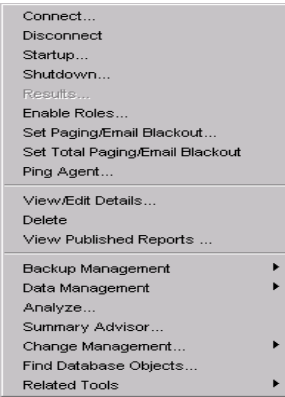 Connect...
Disconnect
Startup...
Shutdown...
Results...
Enable Roles...
Set Paging/Email Blackout...
Set Total Paging/Email Blackout
Ping Agent...
View/Edit Details...
Delete
View Published Reports ...
Backup Management
Data Management
Analyze...
Summary Advisor...
Change Management...
Find Database Objects...
Related Tools